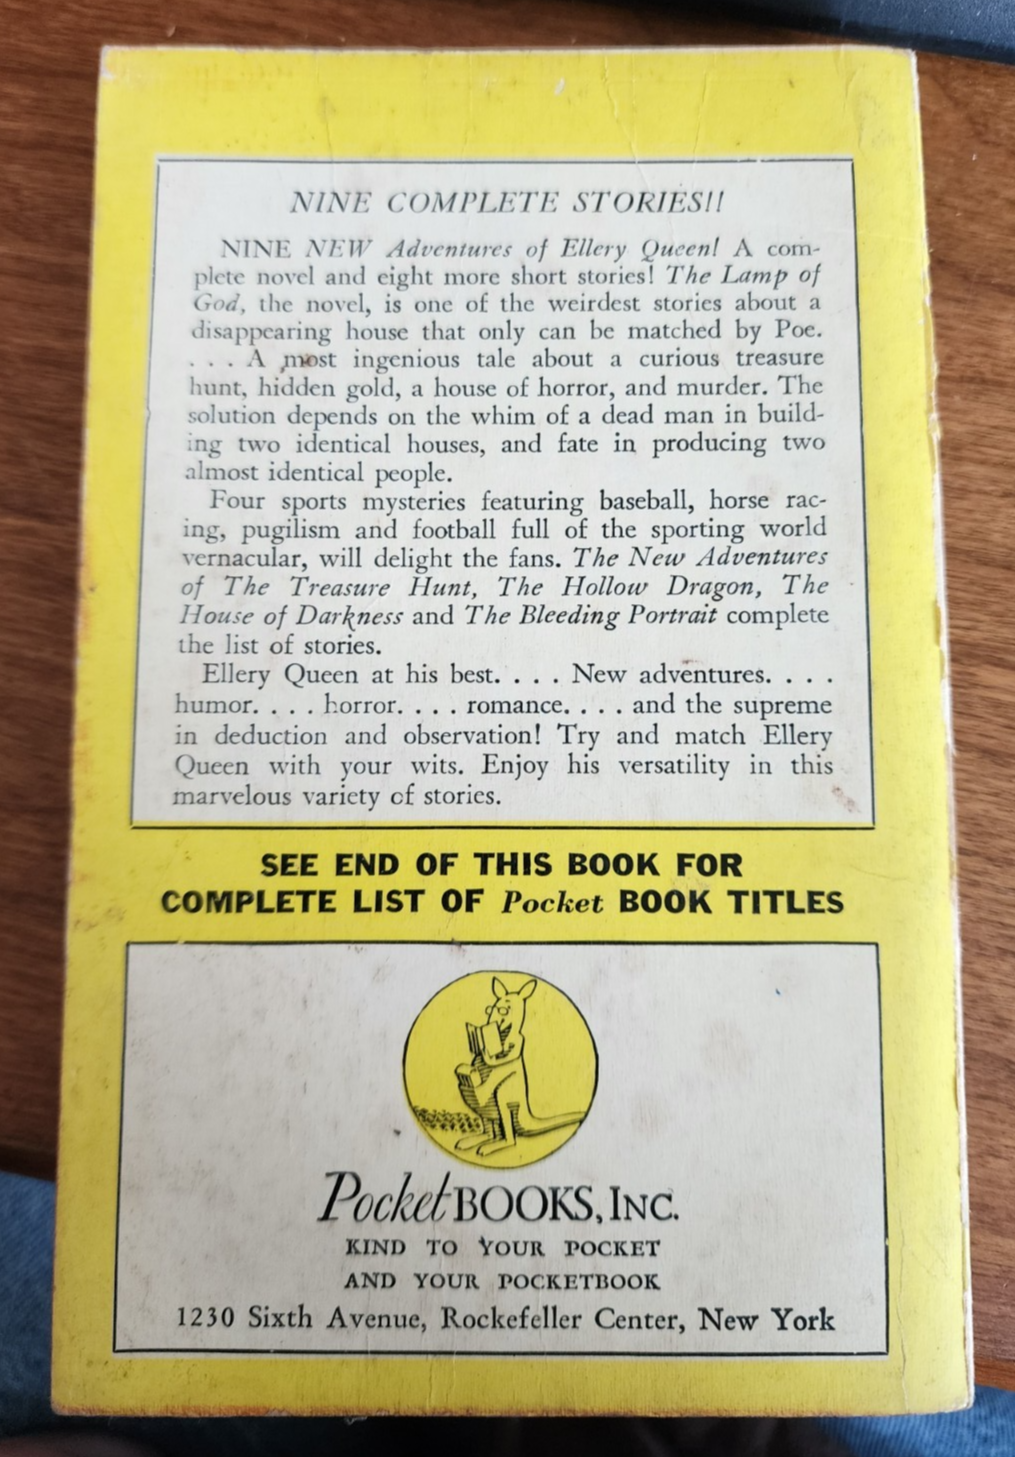 NINE COMPLETE STORIES!!
NINE NEW Adventures of Ellery Queen! A com-
plete novel and eight more short stories! The Lamp of
God, the novel, is one of the weirdest stories about a
disappearing house that only can be matched by Poe.
. . . A most ingenious tale about a curious treasure
hunt, hidden gold, a house of horror, and murder. The
solution depends on the whim of a dead man in build-
ing two identical houses, and fate in producing two
almost identical people.
Four sports mysteries featuring baseball, horse rac-
ing, pugilism and football full of the sporting world
vernacular, will delight the fans. The New Adventures
of The Treasure Hunt, The Hollow Dragon, The
House of Darkness and The Bleeding Portrait complete
the list of stories.
Ellery Queen at his best. . . . New adventures. . . .
humor. . . . horror. . . . romance. . . . and the supreme
in deduction and observation! Try and match Ellery
Queen with your wits. Enjoy his versatility in this
marvelous variety of stories.
SEE END OF THIS BOOK FOR
COMPLETE LIST OF Pocket BOOK TITLES
Pocket BOOKS, INC.
KIND TO YOUR POCKET
AND YOUR POCKETBOOK
1230 Sixth Avenue, Rockefeller Center, New York